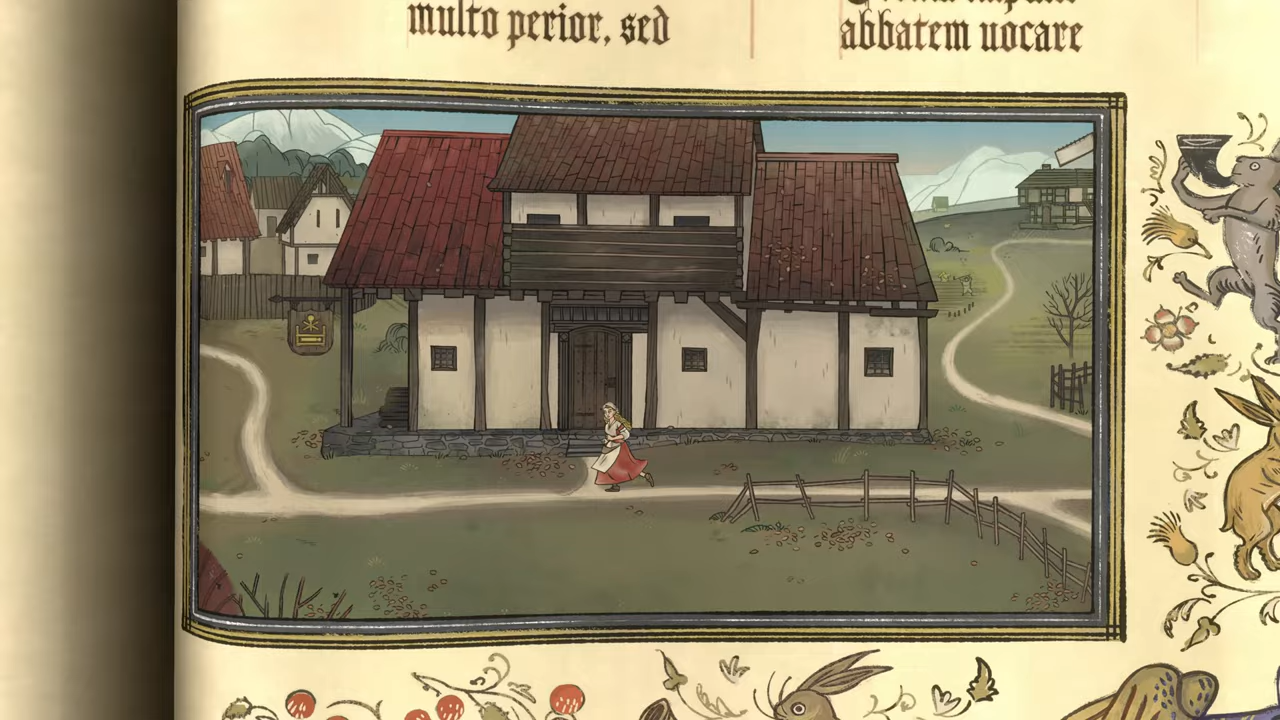 multo perior, sed
abbatem uocare